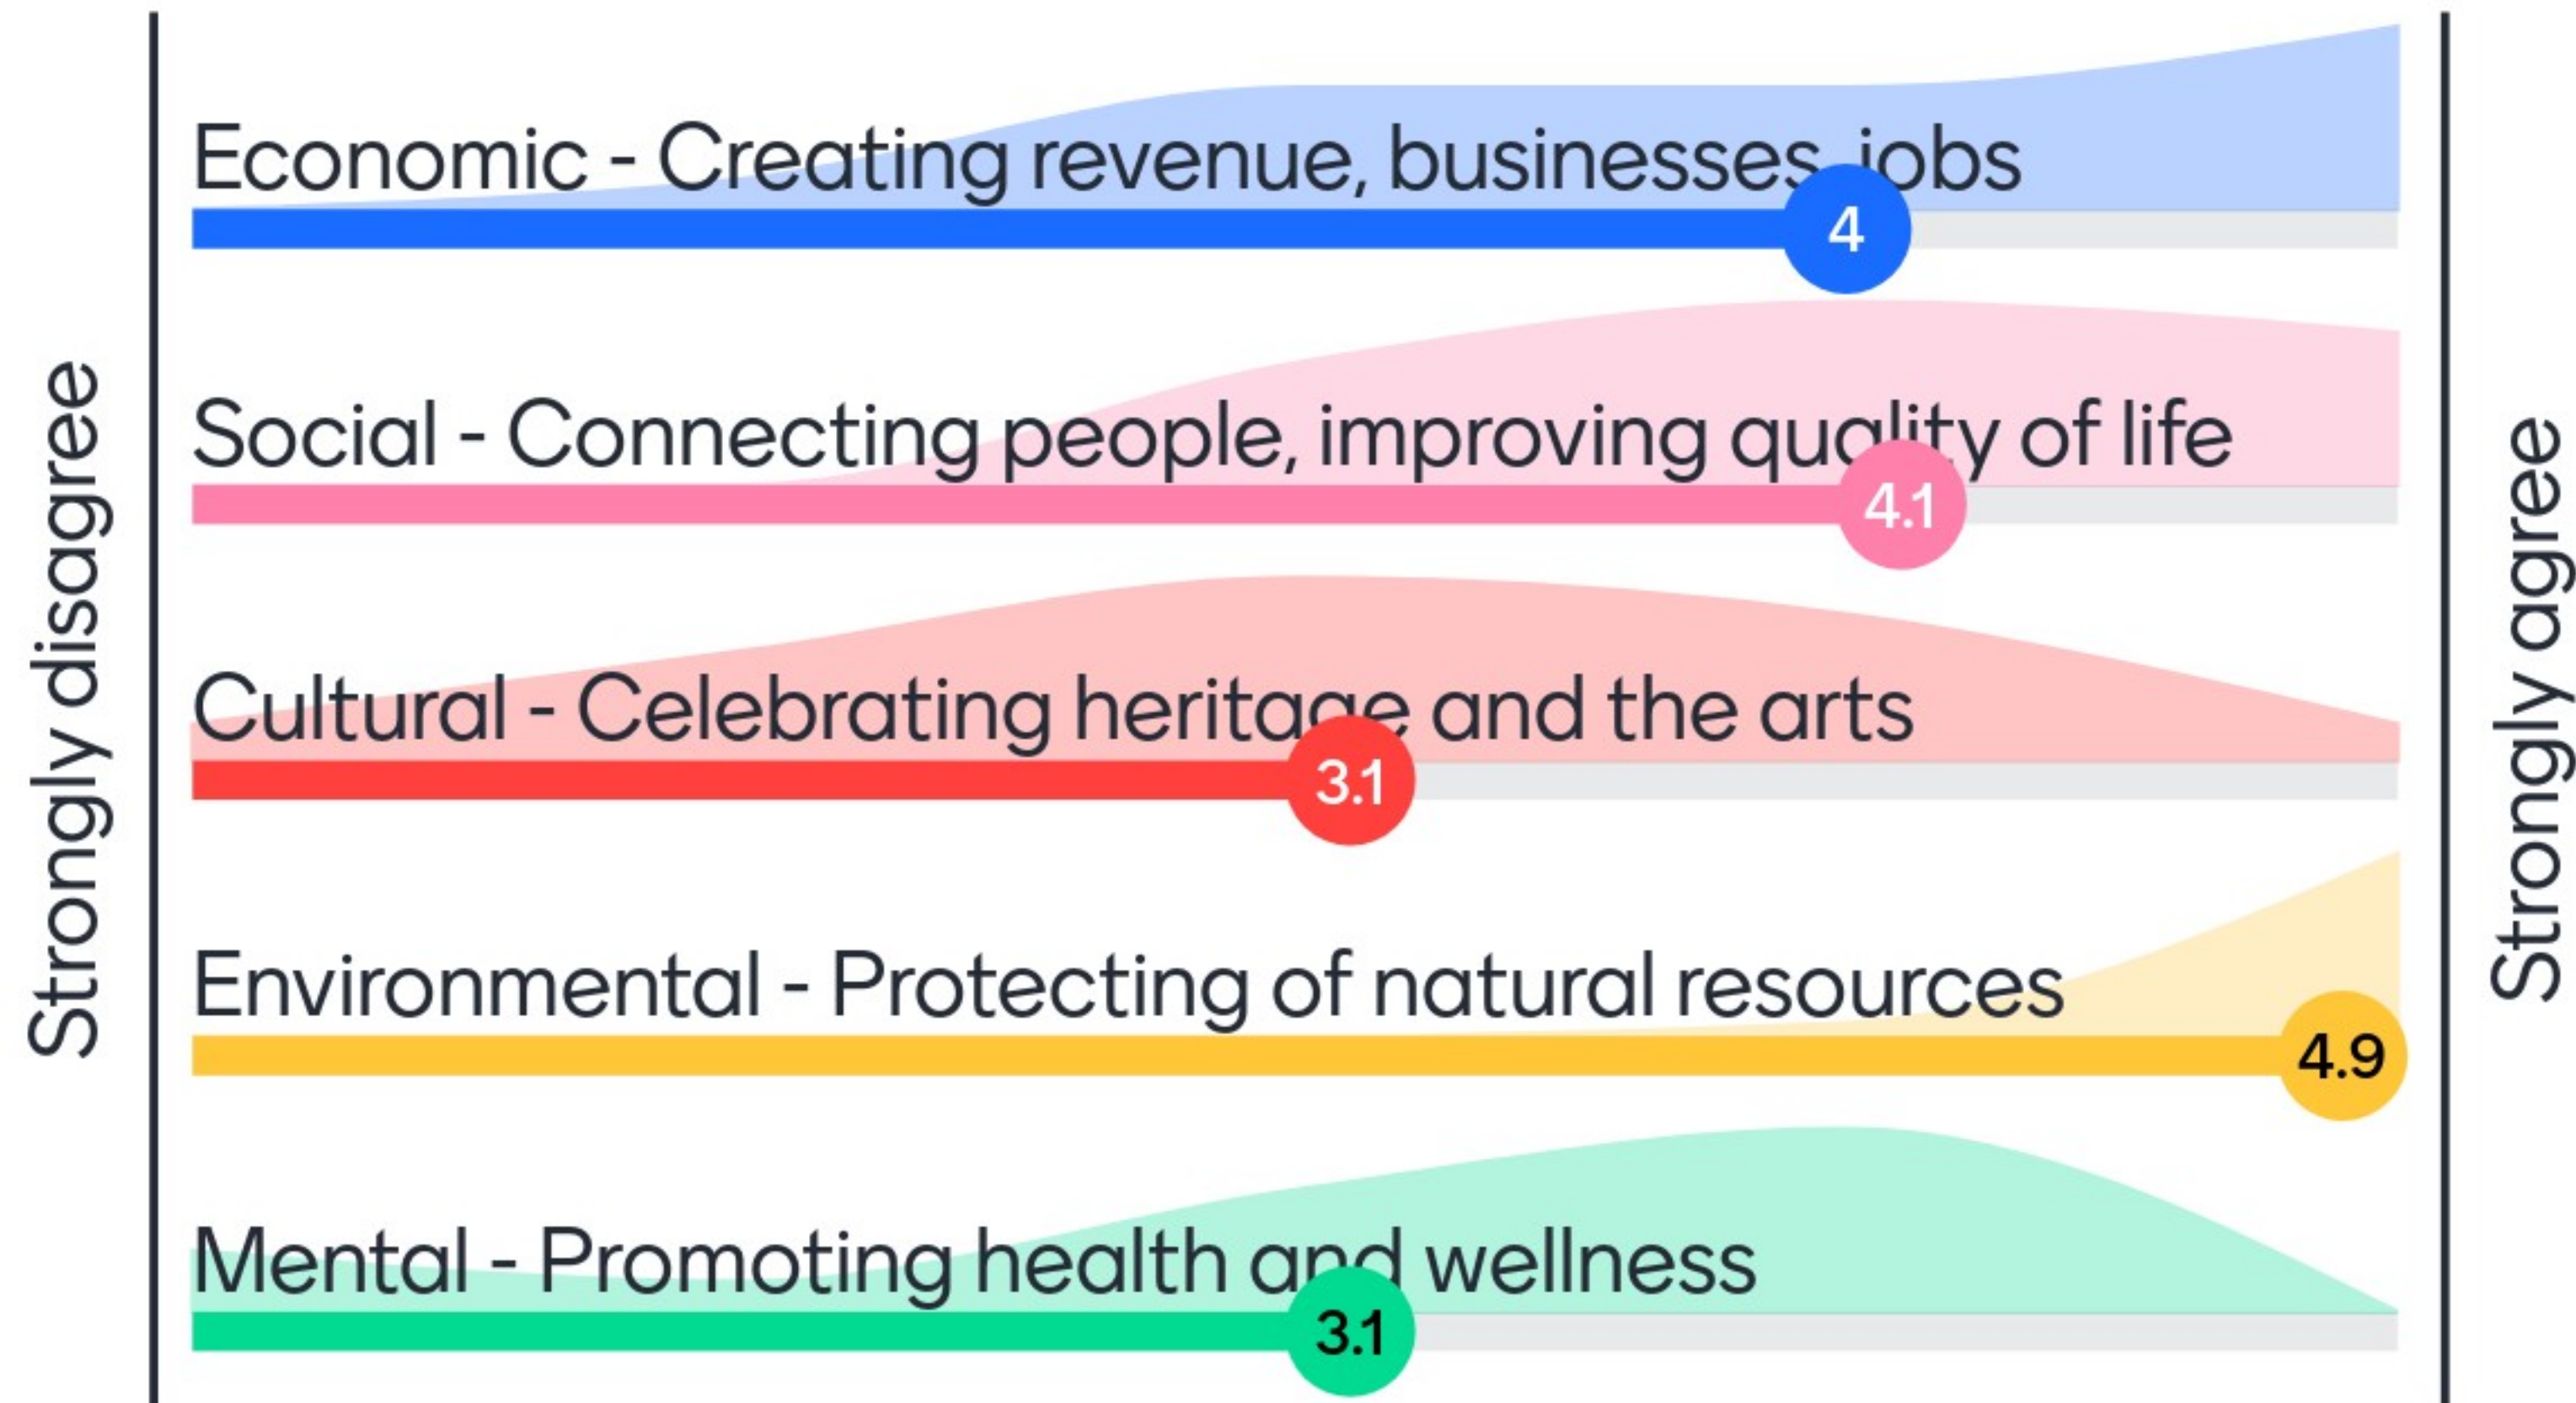 Strongly disagree
Economic - Creating revenue, businesses, jobs
4
Social - Connecting people, improving quality of life
4.1
Cultural - Celebrating heritage and the arts
3.1
Environmental - Protecting of natural resources
4.9
Mental - Promoting health and wellness
3.1
Strongly agree